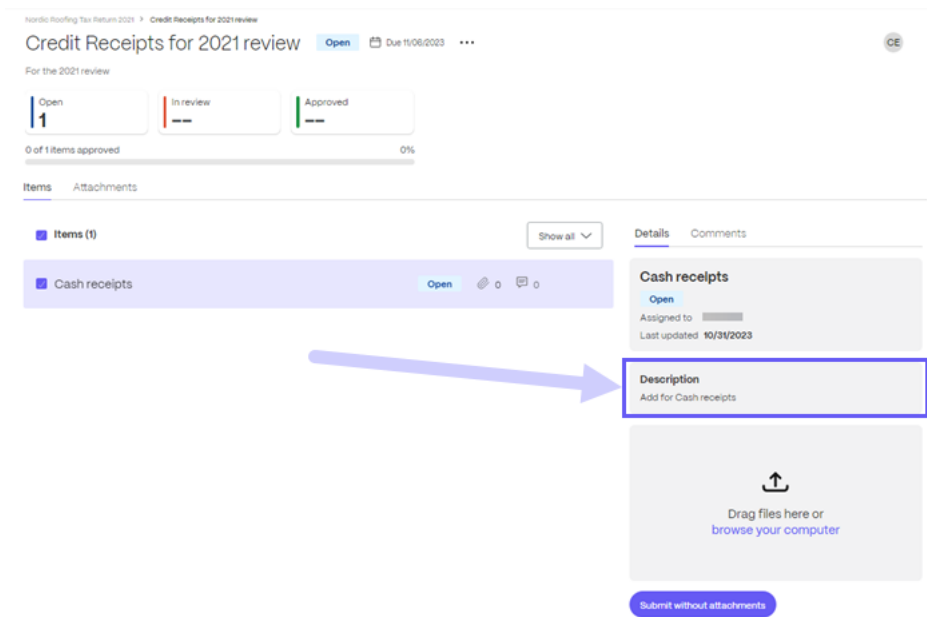 Nordic Roofing Tax Return 2021 > Credit Receipts for 2021 review
Credit Receipts for 2021 review Open Due 11/06/2023 ...
CE
For the 2021 review
Open In review Approved
1 -- --
0 of 1 items approved 0%
Items Attachments
Items (1) Show all
Details Comments
Cash receipts Open 0 0
Cash receipts
Open
Assigned to
Last updated 10/31/2023
Description
Add for Cash receipts
Drag files here or
browse your computer
Submit without attachments